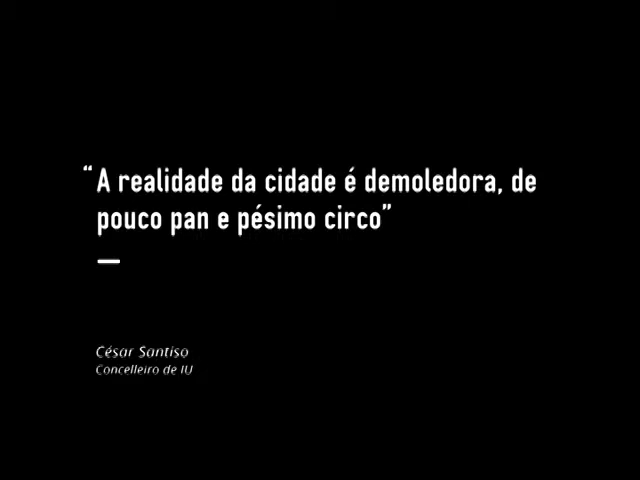 “A realidade da cidade é demoledora, de
pouco pan e pésimo circo”
César Santiso
Concelleiro de IU